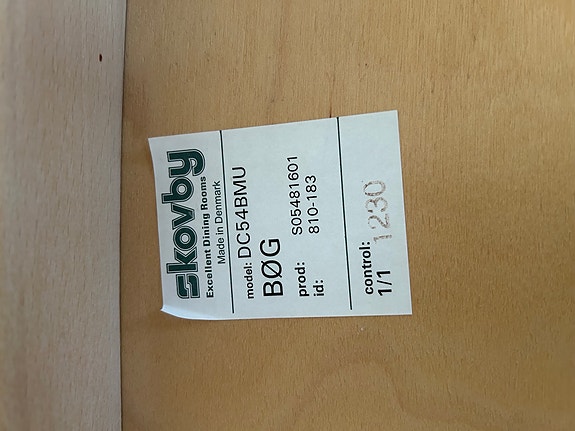 skovby
Excellent Dining Rooms
Made in Denmark
model: DC54BMU
BØG
prod: S05481601
id: 810-183
control:
1/1 1230